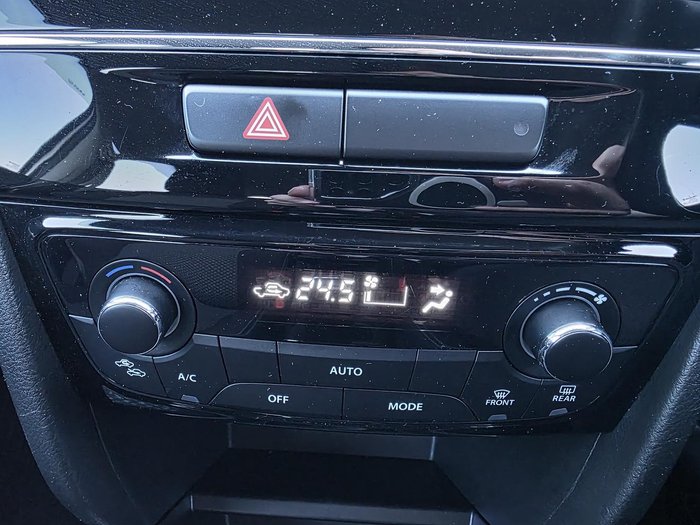 24.5
A/C
AUTO
OFF
MODE
FRONT
REAR